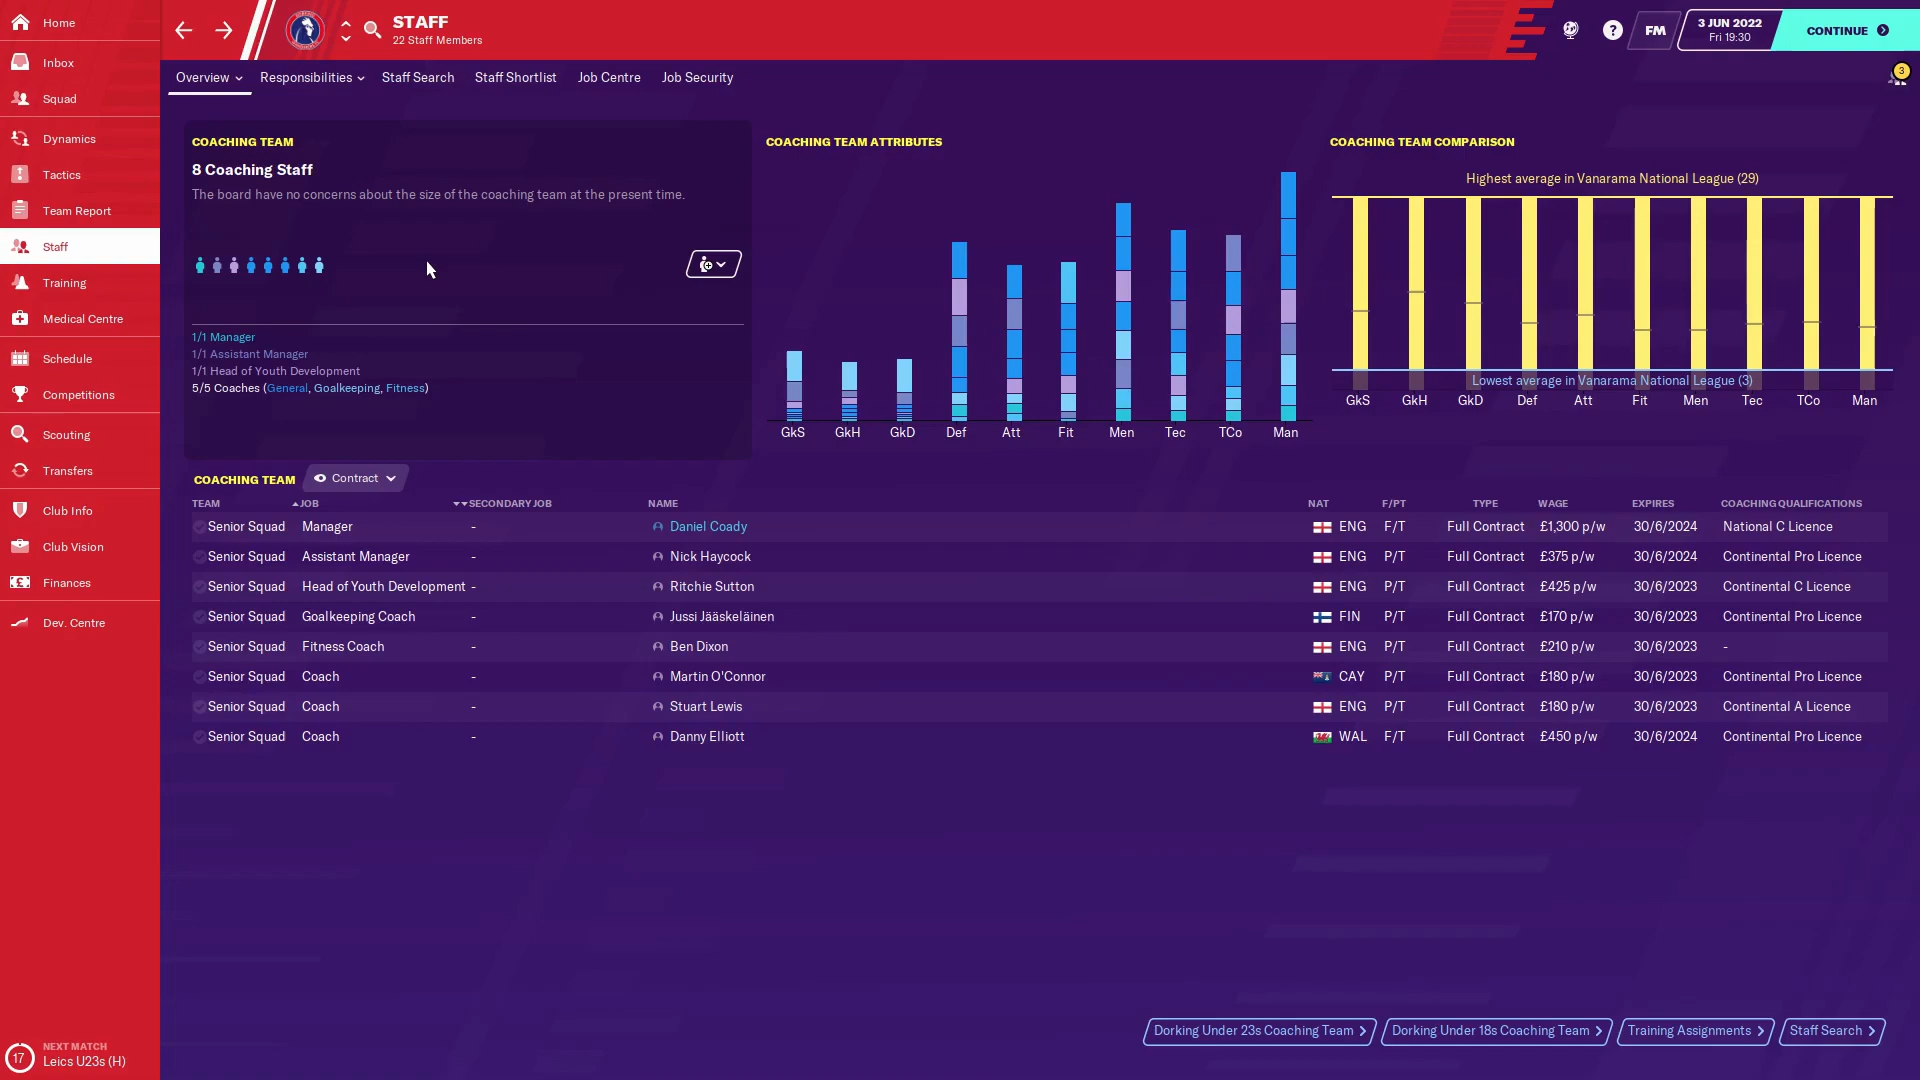 Home
Inbox
Squad
Dynamics
Tactics
Team Report
Staff
Training
Medical Centre
Schedule
Competitions
Scouting
Transfers
Club Info
Club Vision
Finances
Dev. Centre
17 NEXT MATCH
Leics U23s (H)
STAFF
22 Staff Members
? FM 3 JUN 2022 CONTINUE
Fri 19:30
Overview Responsibilities Staff Search Staff Shortlist Job Centre Job Security 3
COACHING TEAM
8 Coaching Staff
The board have no concerns about the size of the coaching team at the present time.
1/1 Manager
1/1 Assistant Manager
1/1 Head of Youth Development
5/5 Coaches (General, Goalkeeping, Fitness)
COACHING TEAM ATTRIBUTES
GkS GkH GkD Def Att Fit Men Tec TCo Man
COACHING TEAM COMPARISON
Highest average in Vanarama National League (29)
Lowest average in Vanarama National League (3)
GkS GkH GkD Def Att Fit Men Tec TCo Man
COACHING TEAM Contract
TEAM JOB SECONDARY JOB NAME NAT F/PT TYPE WAGE EXPIRES COACHING QUALIFICATIONS
Senior Squad Manager - Daniel Coady ENG F/T Full Contract £1,300 p/w 30/6/2024 National C Licence
Senior Squad Assistant Manager - Nick Haycock ENG P/T Full Contract £375 p/w 30/6/2024 Continental Pro Licence
Senior Squad Head of Youth Development - Ritchie Sutton ENG P/T Full Contract £425 p/w 30/6/2023 Continental C Licence
Senior Squad Goalkeeping Coach - Jussi Jääskeläinen FIN P/T Full Contract £170 p/w 30/6/2023 Continental Pro Licence
Senior Squad Fitness Coach - Ben Dixon ENG P/T Full Contract £210 p/w 30/6/2023 -
Senior Squad Coach - Martin O'Connor CAY P/T Full Contract £180 p/w 30/6/2023 Continental Pro Licence
Senior Squad Coach - Stuart Lewis ENG P/T Full Contract £180 p/w 30/6/2023 Continental A Licence
Senior Squad Coach - Danny Elliott WAL F/T Full Contract £450 p/w 30/6/2024 Continental Pro Licence
Dorking Under 23s Coaching Team Dorking Under 18s Coaching Team Training Assignments Staff Search